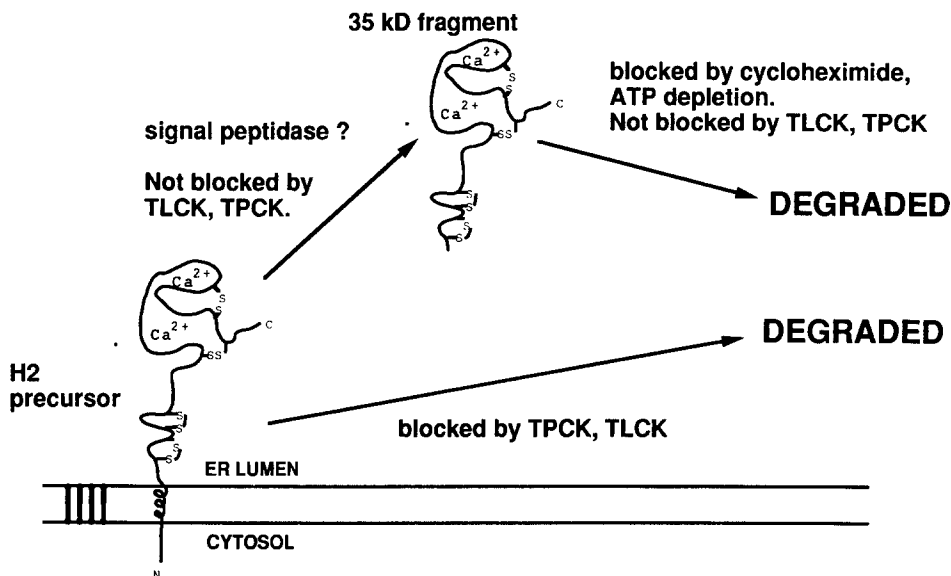 35 kD fragment
Ca2+
S
S
Ca2+
C
SS
S
S
S
S
blocked by cycloheximide,
ATP depletion.
Not blocked by TLCK, TPCK
signal peptidase ?
Not blocked by
TLCK, TPCK.
DEGRADED
Ca2+
S
S
Ca2+
C
SS
DEGRADED
H2
precursor
S
S
S
S
blocked by TPCK, TLCK
ER LUMEN
CYTOSOL
N